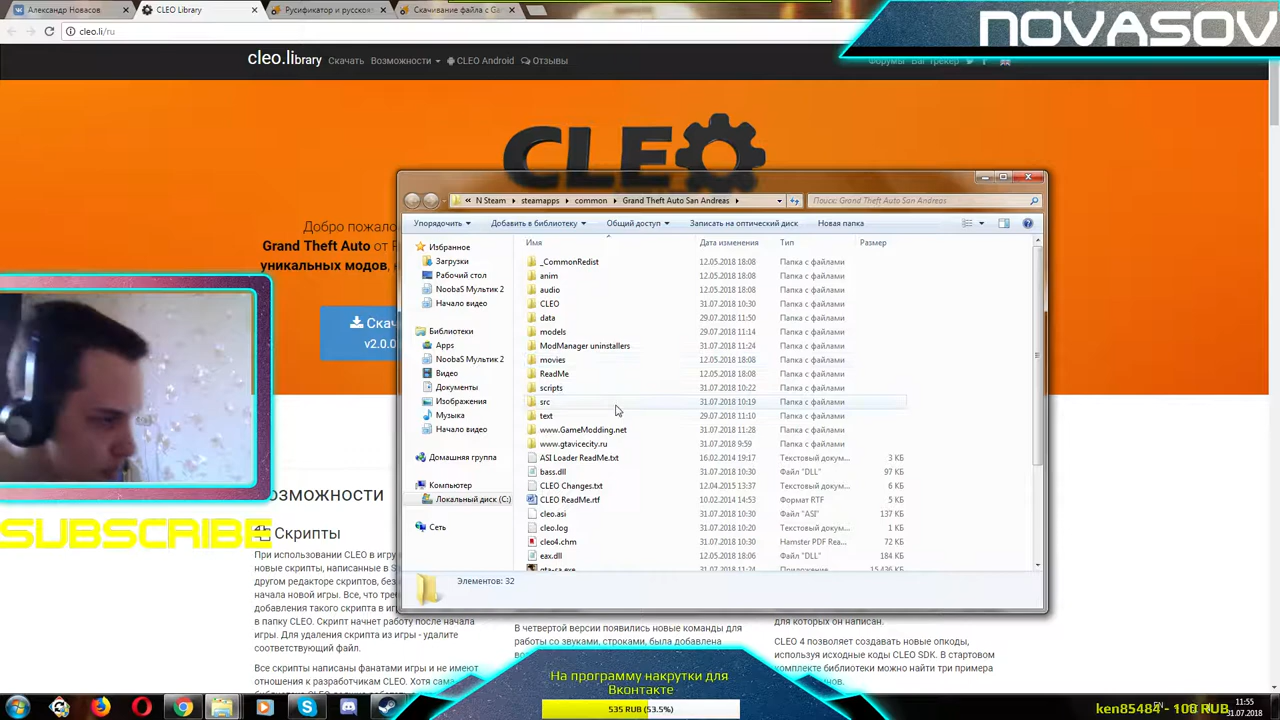 Александр Новасов
CLEO Library
Русификатор и русско
Скачивание файла с Ga
cleo.li/ru
NOVASOV
cleo.library
Скачать
Возможности
CLEO Android
Отзывы
Форумы
Баг трекер
CLEO
Добро пожало
Grand Theft Auto от
уникальных модов,
Скач
v2.0.0
N Steam
steamapps
common
Grand Theft Auto San Andreas
Поиск: Grand Theft Auto San Andreas
Упорядочить
Добавить в библиотеку
Общий доступ
Записать на оптический диск
Новая папка
Избранное
Загрузки
Рабочий стол
NoobaS Мультик 2
Начало видео
Библиотеки
Apps
NoobaS Мультик 2
Видео
Документы
Изображения
Музыка
Начало видео
Домашняя группа
Компьютер
Локальный диск (C:)
Сеть
Имя Дата изменения Тип Размер
_CommonRedist 12.05.2018 18:08 Папка с файлами
anim 12.05.2018 18:08 Папка с файлами
audio 12.05.2018 18:08 Папка с файлами
CLEO 31.07.2018 10:30 Папка с файлами
data 29.07.2018 11:50 Папка с файлами
models 29.07.2018 11:14 Папка с файлами
ModManager uninstallers 31.07.2018 11:24 Папка с файлами
movies 12.05.2018 18:08 Папка с файлами
ReadMe 12.05.2018 18:08 Папка с файлами
scripts 31.07.2018 10:22 Папка с файлами
src 31.07.2018 10:19 Папка с файлами
text 29.07.2018 11:10 Папка с файлами
www.GameModding.net 31.07.2018 11:28 Папка с файлами
www.gtavicecity.ru 31.07.2018 9:59 Папка с файлами
ASI Loader ReadMe.txt 16.02.2014 19:17 Текстовый докум... 3 КБ
bass.dll 31.07.2018 10:30 Файл "DLL" 97 КБ
CLEO Changes.txt 12.04.2015 13:37 Текстовый докум... 6 КБ
CLEO ReadMe.rtf 10.02.2014 14:53 Формат RTF 5 КБ
cleo.asi 31.07.2018 10:30 Файл "ASI" 137 КБ
cleo.log 31.07.2018 10:20 Текстовый докум... 1 КБ
cleo4.chm 31.07.2018 10:30 Hamster PDF Rea... 72 КБ
eax.dll 12.05.2018 18:06 Файл "DLL" 184 КБ
gta-sa.exe 31.07.2018 11:24 Приложение 15 436 КБ
Элементов: 32
SUBSCRIBE
озможности
Скрипты
При использовании CLEO в игру
новые скрипты, написанные в S
другом редакторе скриптов, без
начала новой игры. Все, что тре
добавления такого скрипта в иг
в папку CLEO. Скрипт начнет работу после
игры. Для удаления скрипта из игры - удалите
соответствующий файл.
Все скрипты написаны фанатами игры и не имеют
отношения к разработчикам CLEO. Хотя сама
В четвертой версии появились новые команды для
работы со звуками, строками, была добавлена
для которых он написан.
CLEO 4 позволяет создавать новые опкоды,
используя исходные коды CLEO SDK. В стартовом
комплекте библиотеки можно найти три примера
На программу накрутки для
Вконтакте
535 RUB (53.5%)
ken85484 - 100 RUB
EN
11:55
31.07.2018